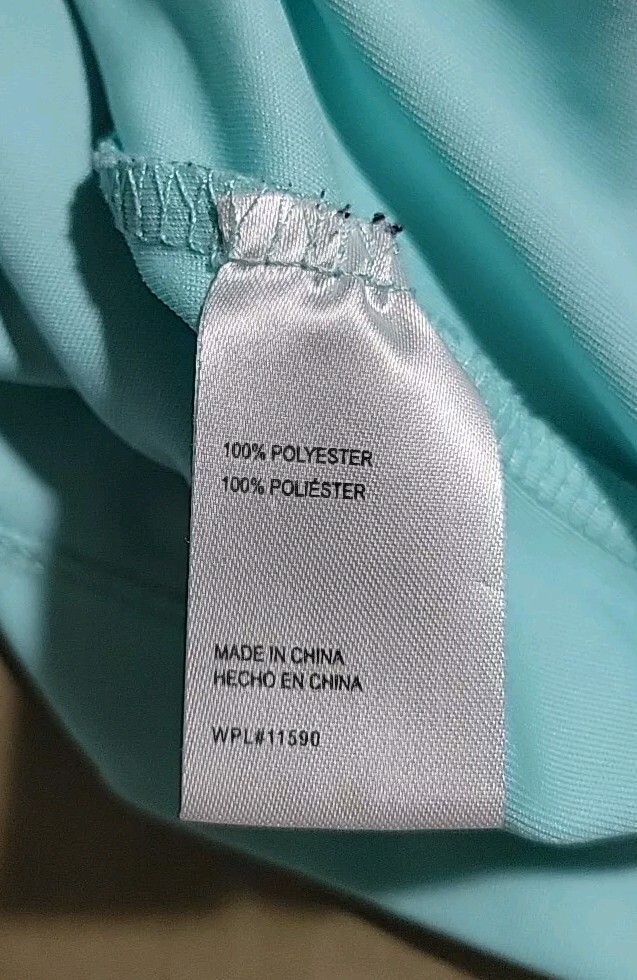 100% POLYESTER
100% POLIÉSTER
MADE IN CHINA
HECHO EN CHINA
WPL#11590